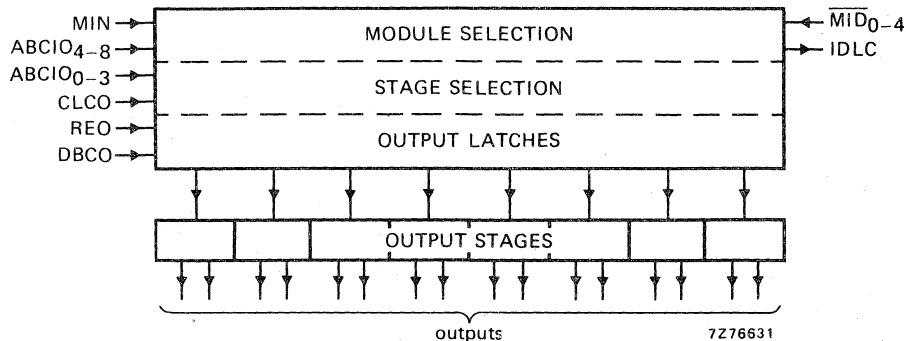 MIN
MODULE SELECTION
MID0–4
ABCIO4–8
IDLC
ABCIO0–3
STAGE SELECTION
CLCO
REO
OUTPUT LATCHES
DBCO
OUTPUT STAGES
outputs
7Z76631